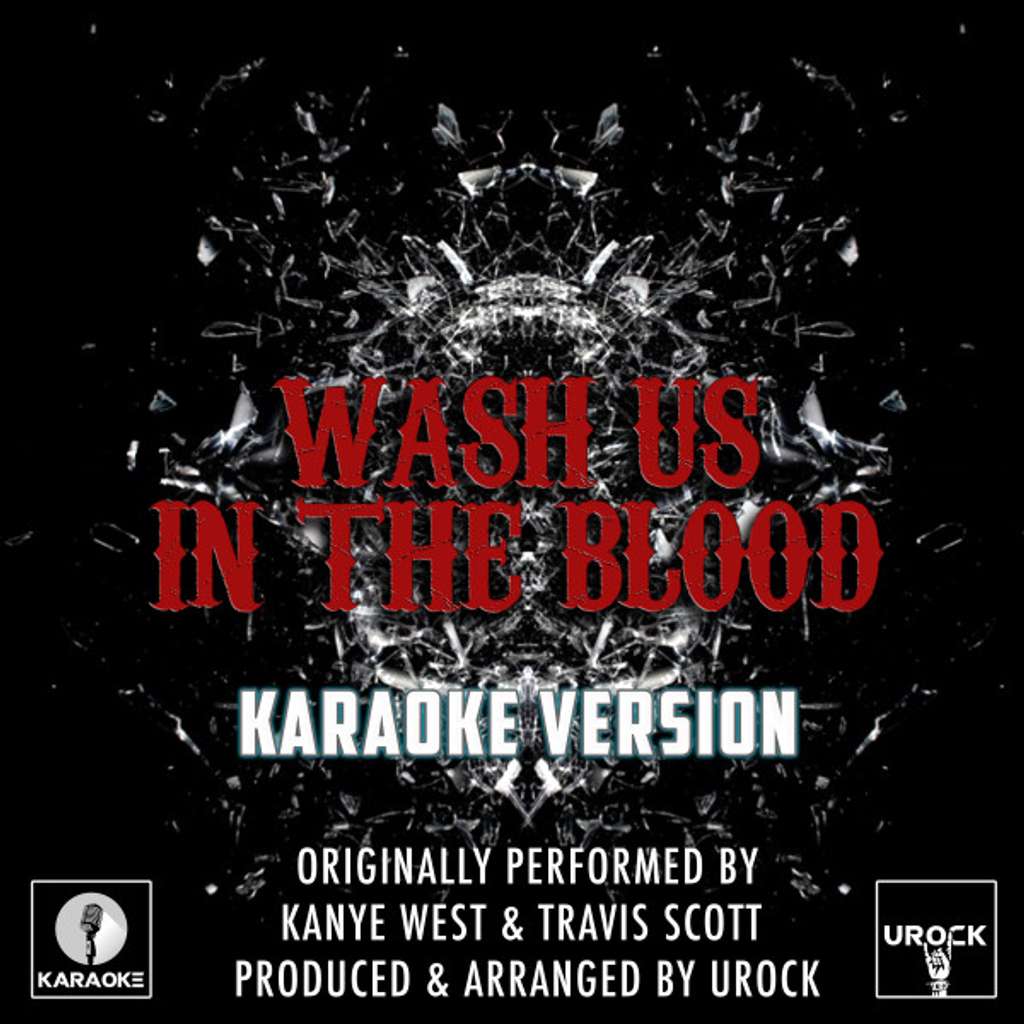 WASH US
IN THE BLOOD
KARAOKE VERSION
ORIGINALLY PERFORMED BY
KANYE WEST & TRAVIS SCOTT
PRODUCED & ARRANGED BY UROCK
KARAOKE
UROCK